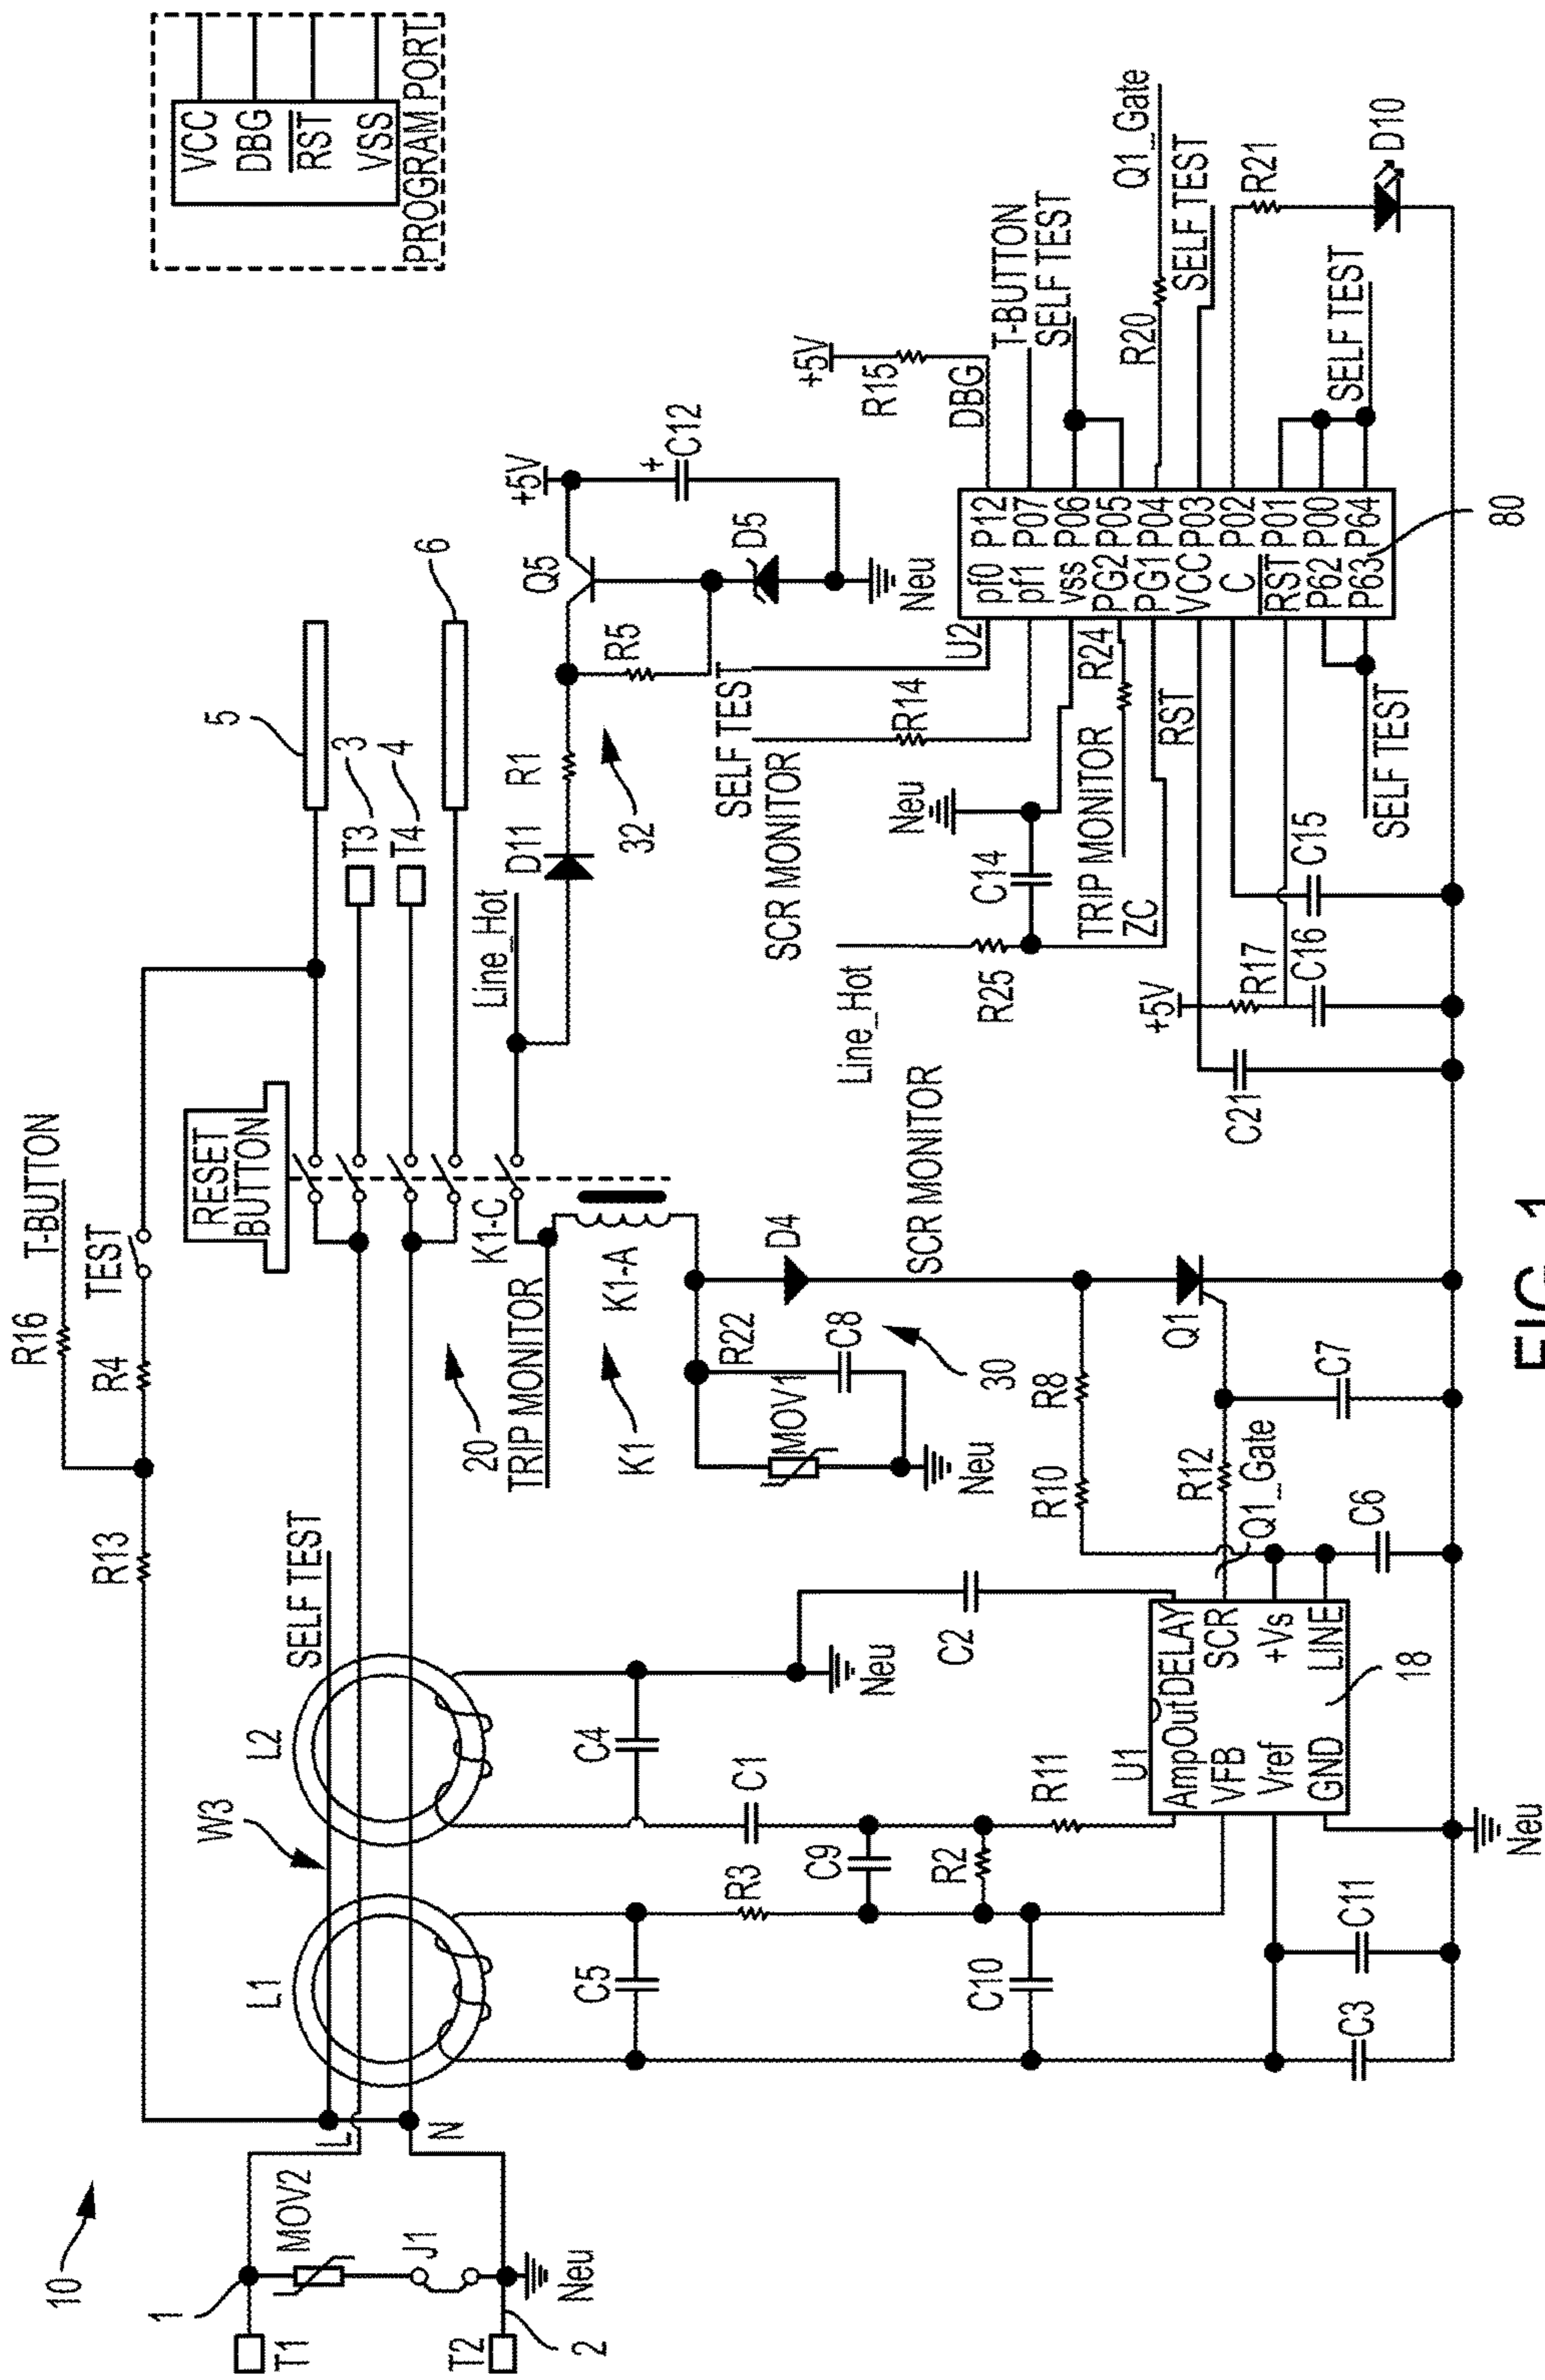 10
1
T1
MOV2
J1
T2
2
Neu
L
N
L1
L2
W3
SELF TEST
R13
R16
T-BUTTON
R4
TEST
RESET
BUTTON
5
3
T3
4
T4
6
VCC
DBG
RST
VSS
PROGRAM PORT
20
TRIP MONITOR
K1
K1-A
K1-C
Line_Hot
D11
R1
32
R5
Q5
+5V
+
C12
D5
Neu
C4
Neu
C2
C1
C5
R3
C9
R2
R11
C10
C3
C11
U1
AmpOut
VFB
Vref
GND
DELAY
SCR
+Vs
LINE
18
Neu
C6
R10
R8
R12
Q1_Gate
C7
Q1
D4
SCR MONITOR
R22
C8
MOV1
Neu
30
Line_Hot
R25
C14
Neu
SCR MONITOR
SELF TEST
R14
TRIP MONITOR
ZC
R24
RST
+5V
R17
C16
C15
C21
SELF TEST
U2
pf0
pf1
vss
PG2
PG1
VCC
C
RST
P62
P63
P12
P07
P06
P05
P04
P03
P02
P01
P00
P64
80
DBG
R15
+5V
T-BUTTON
SELF TEST
R20
Q1_Gate
SELF TEST
R21
D10
SELF TEST
FIG. 1